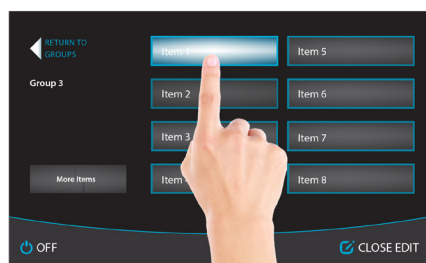 RETURN TO
GROUPS
Group 3
More Items
Item 1
Item 2
Item 3
Item
Item 5
Item 6
Item 7
Item 8
OFF
CLOSE EDIT